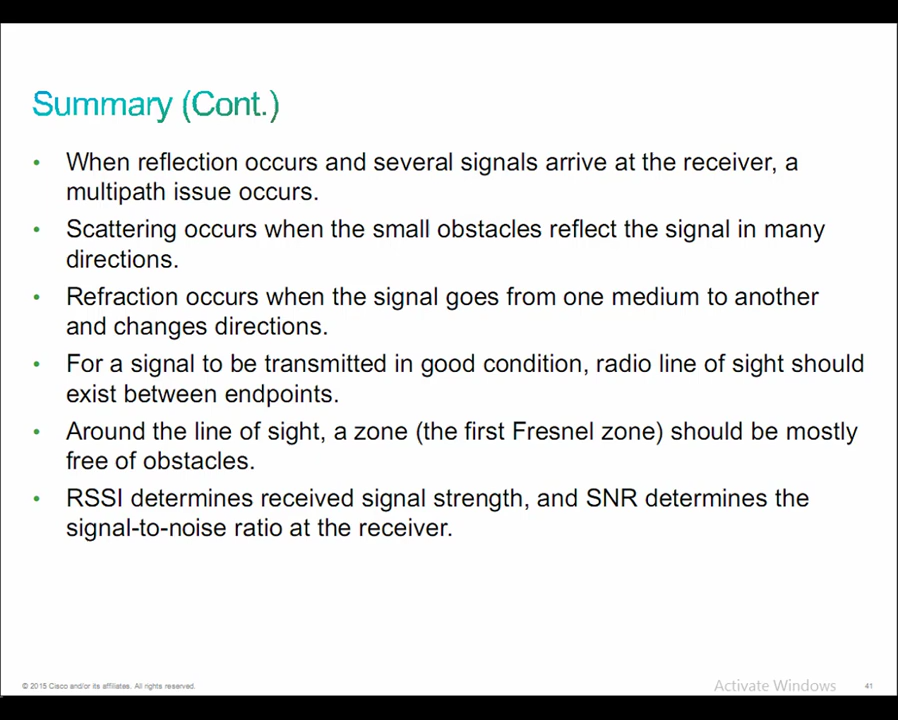 Summary (Cont.)
• When reflection occurs and several signals arrive at the receiver, a
multipath issue occurs.
• Scattering occurs when the small obstacles reflect the signal in many
directions.
• Refraction occurs when the signal goes from one medium to another
and changes directions.
• For a signal to be transmitted in good condition, radio line of sight should
exist between endpoints.
• Around the line of sight, a zone (the first Fresnel zone) should be mostly
free of obstacles.
• RSSI determines received signal strength, and SNR determines the
signal-to-noise ratio at the receiver.
© 2015 Cisco and/or its affiliates. All rights reserved.
Activate Windows
41